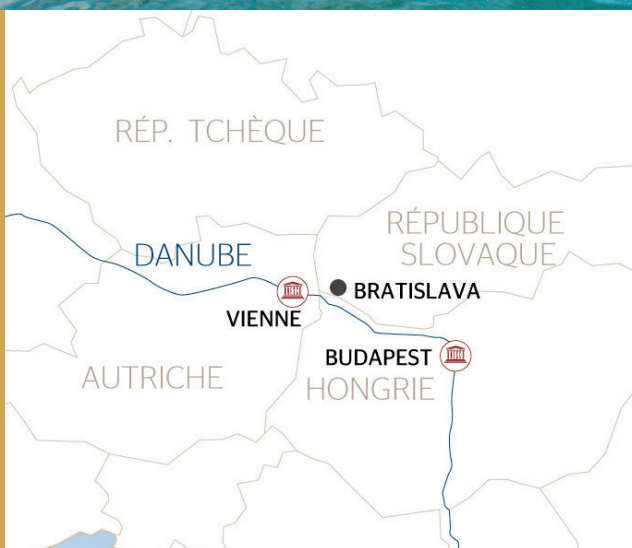 RÉP. TCHÈQUE
RÉPUBLIQUE
SLOVAQUE
DANUBE
BRATISLAVA
VIENNE
BUDAPEST
AUTRICHE
HONGRIE